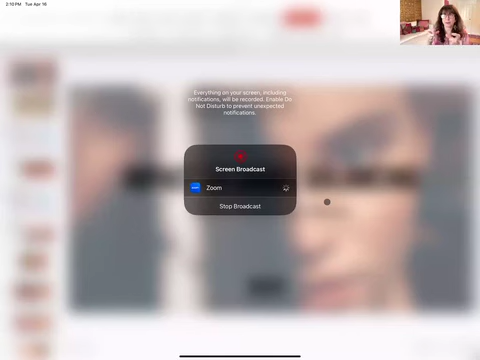 2:10 PM Tue Apr 16
Everything on your screen, including
notifications, will be recorded. Enable Do
Not Disturb to prevent unexpected
notifications.
Screen Broadcast
Zoom
Stop Broadcast